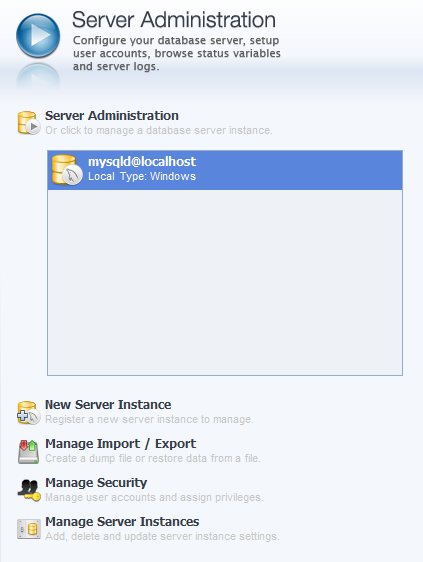 Server Administration
Configure your database server, setup
user accounts, browse status variables
and server logs.
Server Administration
Or click to manage a database server instance.
mysqld@localhost
Local Type: Windows
New Server Instance
Register a new server instance to manage.
Manage Import / Export
Create a dump file or restore data from a file.
Manage Security
Manage user accounts and assign privileges.
Manage Server Instances
Add, delete and update server instance settings.